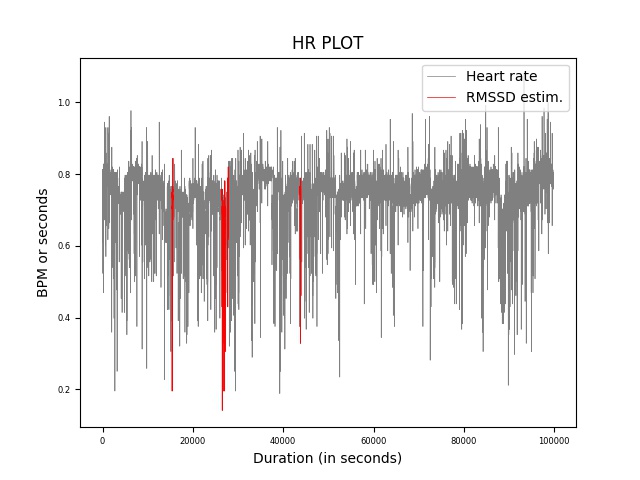 HR PLOT
Heart rate
RMSSD estim.
1.0
0.8
0.6
0.4
0.2
BPM or seconds
0
20000
40000
60000
80000
100000
Duration (in seconds)